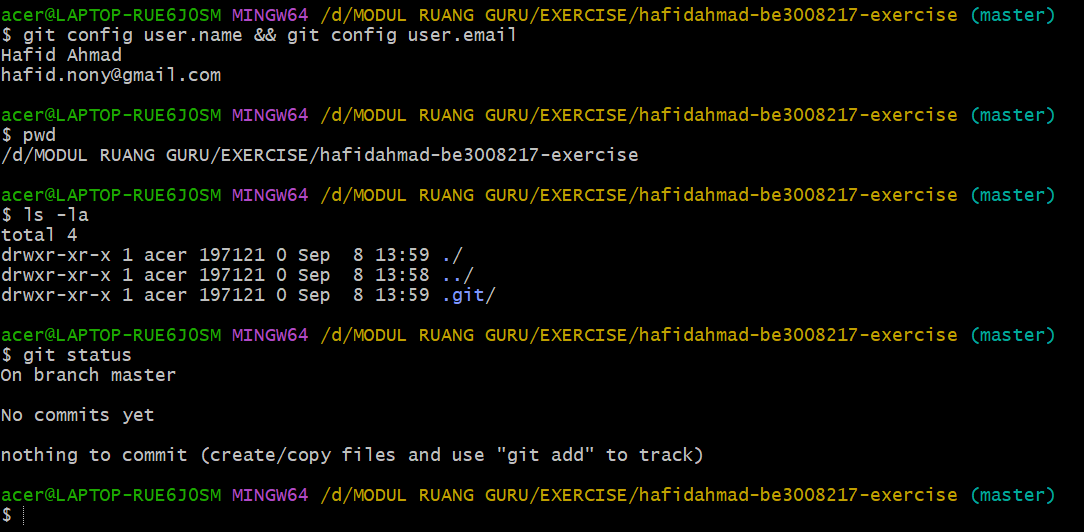 acer@LAPTOP-RUE6J0SM MINGW64 /d/MODUL RUANG GURU/EXERCISE/hafidahmad-be3008217-exercise (master)
$ git config user.name && git config user.email
Hafid Ahmad
hafid.nony@gmail.com
acer@LAPTOP-RUE6J0SM MINGW64 /d/MODUL RUANG GURU/EXERCISE/hafidahmad-be3008217-exercise (master)
$ pwd
/d/MODUL RUANG GURU/EXERCISE/hafidahmad-be3008217-exercise
acer@LAPTOP-RUE6J0SM MINGW64 /d/MODUL RUANG GURU/EXERCISE/hafidahmad-be3008217-exercise (master)
$ ls -la
total 4
drwxr-xr-x 1 acer 197121 0 Sep  8 13:59 ./
drwxr-xr-x 1 acer 197121 0 Sep  8 13:58 ../
drwxr-xr-x 1 acer 197121 0 Sep  8 13:59 .git/
acer@LAPTOP-RUE6J0SM MINGW64 /d/MODUL RUANG GURU/EXERCISE/hafidahmad-be3008217-exercise (master)
$ git status
On branch master
No commits yet
nothing to commit (create/copy files and use "git add" to track)
acer@LAPTOP-RUE6J0SM MINGW64 /d/MODUL RUANG GURU/EXERCISE/hafidahmad-be3008217-exercise (master)
$